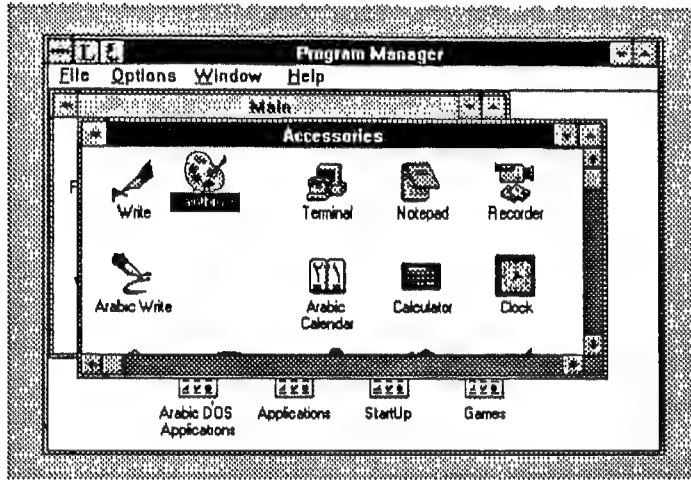 Program Manager
File Options Window Help
Main
Accessories
Write
Terminal
Notepad
Recorder
Arabic Write
Arabic
Calendar
Calculator
Clock
Arabic DOS
Applications
Applications
StartUp
Games